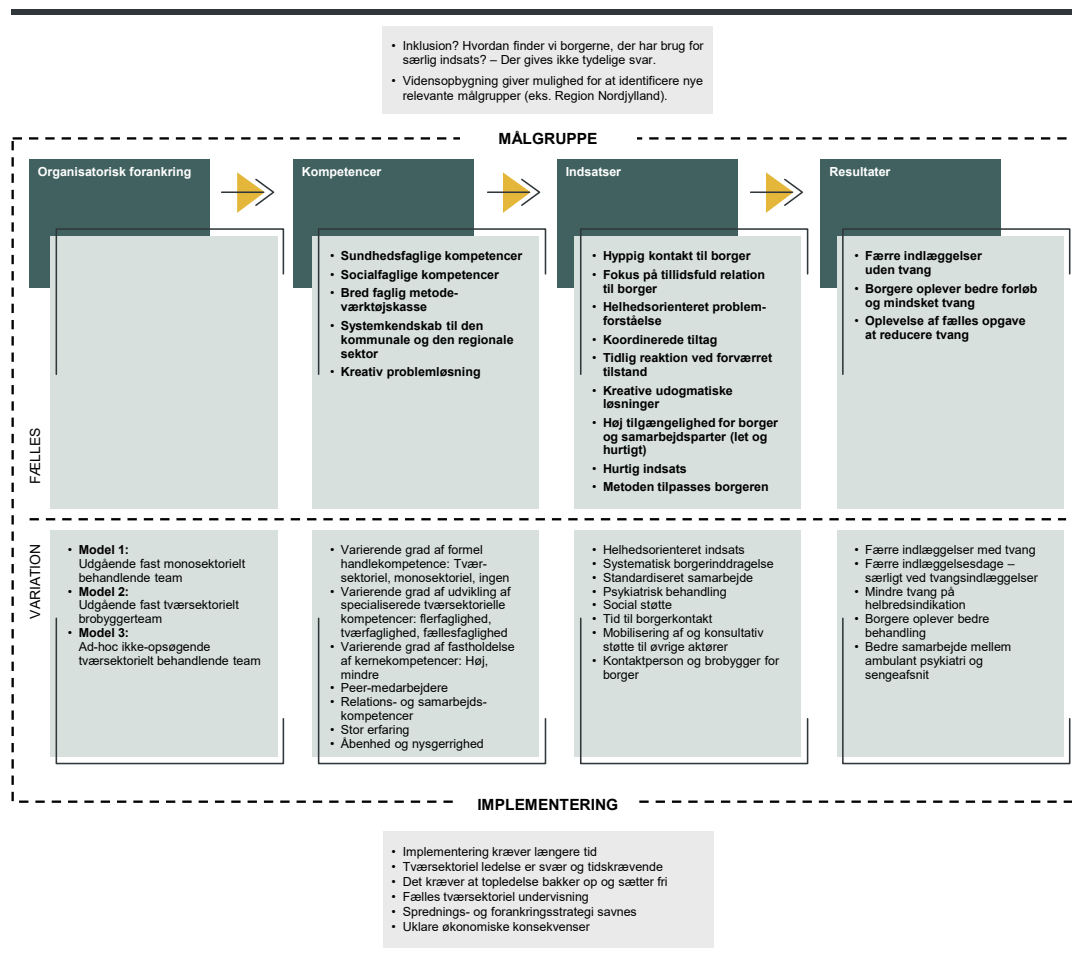 • Inklusion? Hvordan finder vi borgerne, der har brug for
særlig indsats? – Der gives ikke tydelige svar.
• Vidensopbygning giver mulighed for at identificere nye
relevante målgrupper (eks. Region Nordjylland).
MÅLGRUPPE
Organisatorisk forankring
Kompetencer
Indsatser
Resultater
FÆLLES
• Sundhedsfaglige kompetencer
• Socialfaglige kompetencer
• Bred faglig metode-
værktøjskasse
• Systemkendskab til den
kommunale og den regionale
sektor
• Kreativ problemløsning
• Hyppig kontakt til borger
• Fokus på tillidsfuld relation
til borger
• Helhedsorienteret problem-
forståelse
• Koordinerede tiltag
• Tidlig reaktion ved forværret
tilstand
• Kreative udogmatiske
løsninger
• Høj tilgængelighed for borger
og samarbejdsparter (let og
hurtigt)
• Hurtig indsats
• Metoden tilpasses borgeren
• Færre indlæggelser
uden tvang
• Borgere oplever bedre forløb
og mindsket tvang
• Oplevelse af fælles opgave
at reducere tvang
VARIATION
• Model 1:
Udgående fast monosektorielt
behandlende team
• Model 2:
Udgående fast tværsektorielt
brobyggerteam
• Model 3:
Ad-hoc ikke-opsøgende
tværsektorielt behandlende team
• Varierende grad af formel
handlekompetence: Tvær-
sektoriel, monosektoriel, ingen
• Varierende grad af udvikling af
specialiserede tværsektorielle
kompetencer: flerfaglighed,
tværfaglighed, fællesfaglighed
• Varierende grad af fastholdelse
af kernekompetencer: Høj,
mindre
• Peer-medarbejdere
• Relations- og samarbejds-
kompetencer
• Stor erfaring
• Åbenhed og nysgerrighed
• Helhedsorienteret indsats
• Systematisk borgerinddragelse
• Standardiseret samarbejde
• Psykiatrisk behandling
• Social støtte
• Tid til borgerkontakt
• Mobilisering af og konsultativ
støtte til øvrige aktører
• Kontaktperson og brobygger for
borger
• Færre indlæggelser med tvang
• Færre indlæggelsesdage –
særligt ved tvangsindlæggelser
• Mindre tvang på
helbredsindikation
• Borgere oplever bedre
behandling
• Bedre samarbejde mellem
ambulant psykiatri og
sengeafsnit
IMPLEMENTERING
• Implementering kræver længere tid
• Tværsektoriel ledelse er svær og tidskrævende
• Det kræver at topledelse bakker op og sætter fri
• Fælles tværsektoriel undervisning
• Sprednings- og forankringsstrategi savnes
• Uklare økonomiske konsekvenser